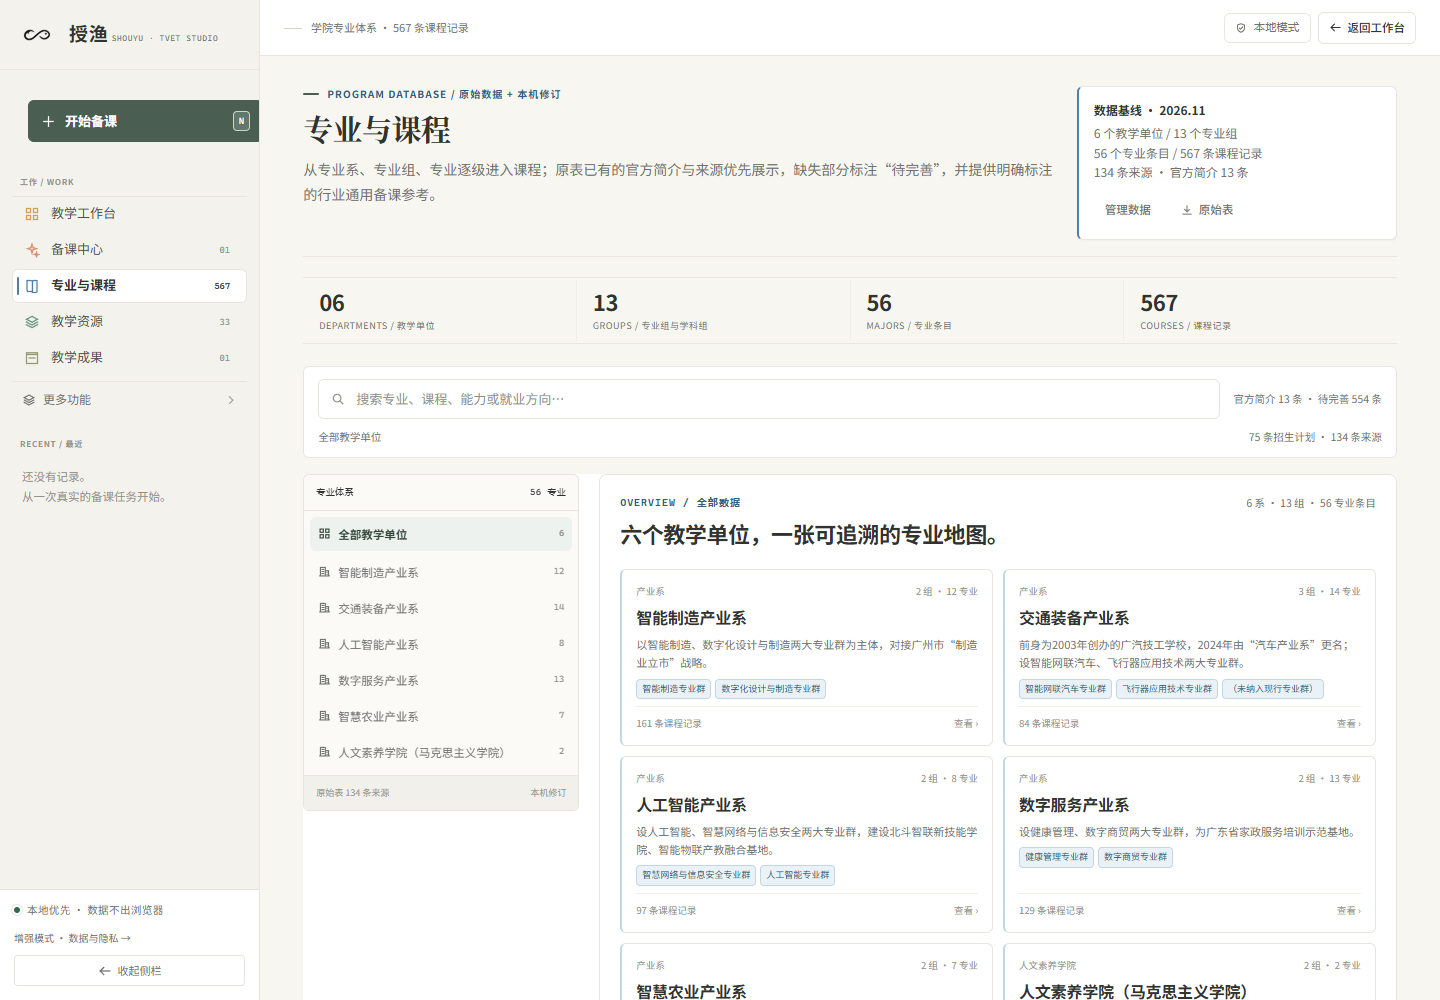 授渔 SHOUYU · TVET STUDIO
开始备课 N
工作 / WORK
教学工作台
备课中心 01
专业与课程 567
教学资源 33
教学成果 01
更多功能
RECENT / 最近
还没有记录。
从一次真实的备课任务开始。
本地优先 · 数据不出浏览器
增强模式 · 数据与隐私 →
收起侧栏
学院专业体系 · 567 条课程记录
本地模式
返回工作台
PROGRAM DATABASE / 原始数据 + 本机修订
专业与课程
从专业系、专业组、专业逐级进入课程；原表已有的官方简介与来源优先展示，缺失部分标注“待完善”，并提供明确标注
的行业通用备课参考。
数据基线 · 2026.11
6 个教学单位 / 13 个专业组
56 个专业条目 / 567 条课程记录
134 条来源 · 官方简介 13 条
管理数据 原始表
06
DEPARTMENTS / 教学单位
13
GROUPS / 专业组与学科组
56
MAJORS / 专业条目
567
COURSES / 课程记录
搜索专业、课程、能力或就业方向…
官方简介 13 条 · 待完善 554 条
全部教学单位
75 条招生计划 · 134 条来源
专业体系 56 专业
全部教学单位 6
智能制造产业系 12
交通装备产业系 14
人工智能产业系 8
数字服务产业系 13
智慧农业产业系 7
人文素养学院（马克思主义学院） 2
原始表 134 条来源 本机修订
OVERVIEW / 全部数据
6 系 · 13 组 · 56 专业条目
六个教学单位，一张可追溯的专业地图。
产业系 2 组 · 12 专业
智能制造产业系
以智能制造、数字化设计与制造两大专业群为主体，对接广州市“制造
业立市”战略。
智能制造专业群 数字化设计与制造专业群
161 条课程记录 查看 ›
产业系 3 组 · 14 专业
交通装备产业系
前身为2003年创办的广汽技工学校，2024年由“汽车产业系”更名；
设智能网联汽车、飞行器应用技术两大专业群。
智能网联汽车专业群 飞行器应用技术专业群 （未纳入现行专业群）
84 条课程记录 查看 ›
产业系 2 组 · 8 专业
人工智能产业系
设人工智能、智慧网络与信息安全两大专业群，建设北斗智联新技能学
院、智能物联产教融合基地。
智慧网络与信息安全专业群 人工智能专业群
97 条课程记录 查看 ›
产业系 2 组 · 13 专业
数字服务产业系
设健康管理、数字商贸两大专业群，为广东省家政服务培训示范基地。
健康管理专业群 数字商贸专业群
129 条课程记录 查看 ›
产业系 2 组 · 7 专业
智慧农业产业系
人文素养学院 2 组 · 2 专业
人文素养学院（马克思主义学院）